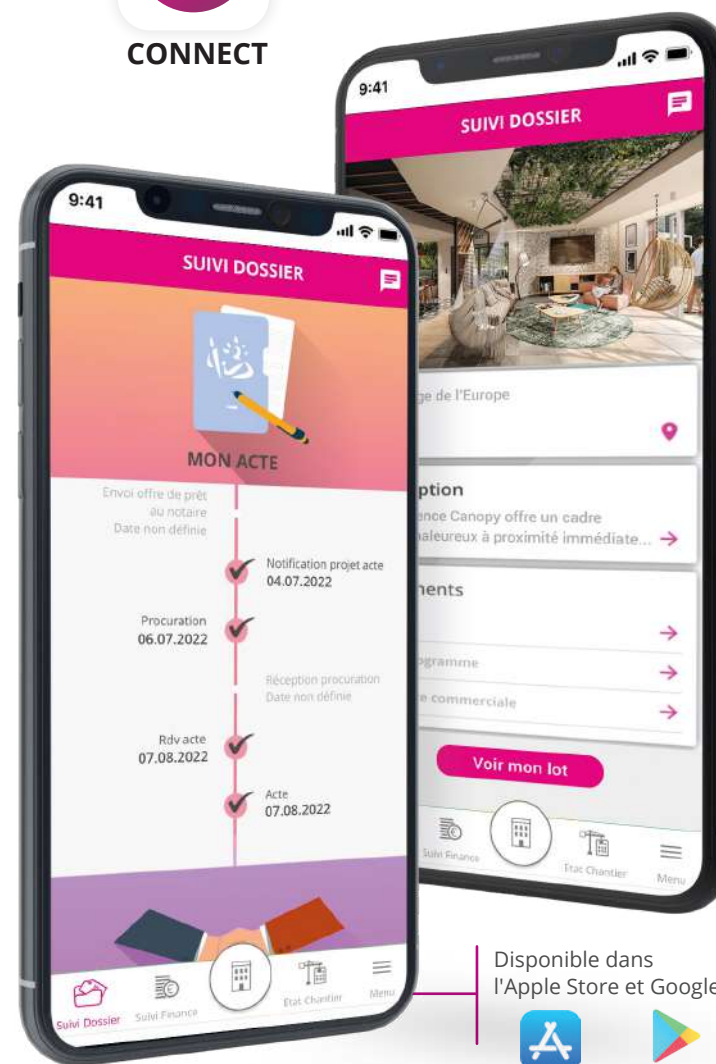 CONNECT
9:41
SUIVI DOSSIER
ge de l'Europe
ption
ence Canopy offre un cadre
aleureux à proximité immédiate...
ments
ogramme
e commerciale
Voir mon lot
Suivi Finance
Etat Chantier
Menu
9:41
SUIVI DOSSIER
MON ACTE
Envoi offre de prêt
au notaire
Date non définie
Notification projet acte
04.07.2022
Procuration
06.07.2022
Réception procuration
Date non définie
Rdv acte
07.08.2022
Acte
07.08.2022
Suivi Dossier
Suivi Finance
Etat Chantier
Menu
Disponible dans
l'Apple Store et Google